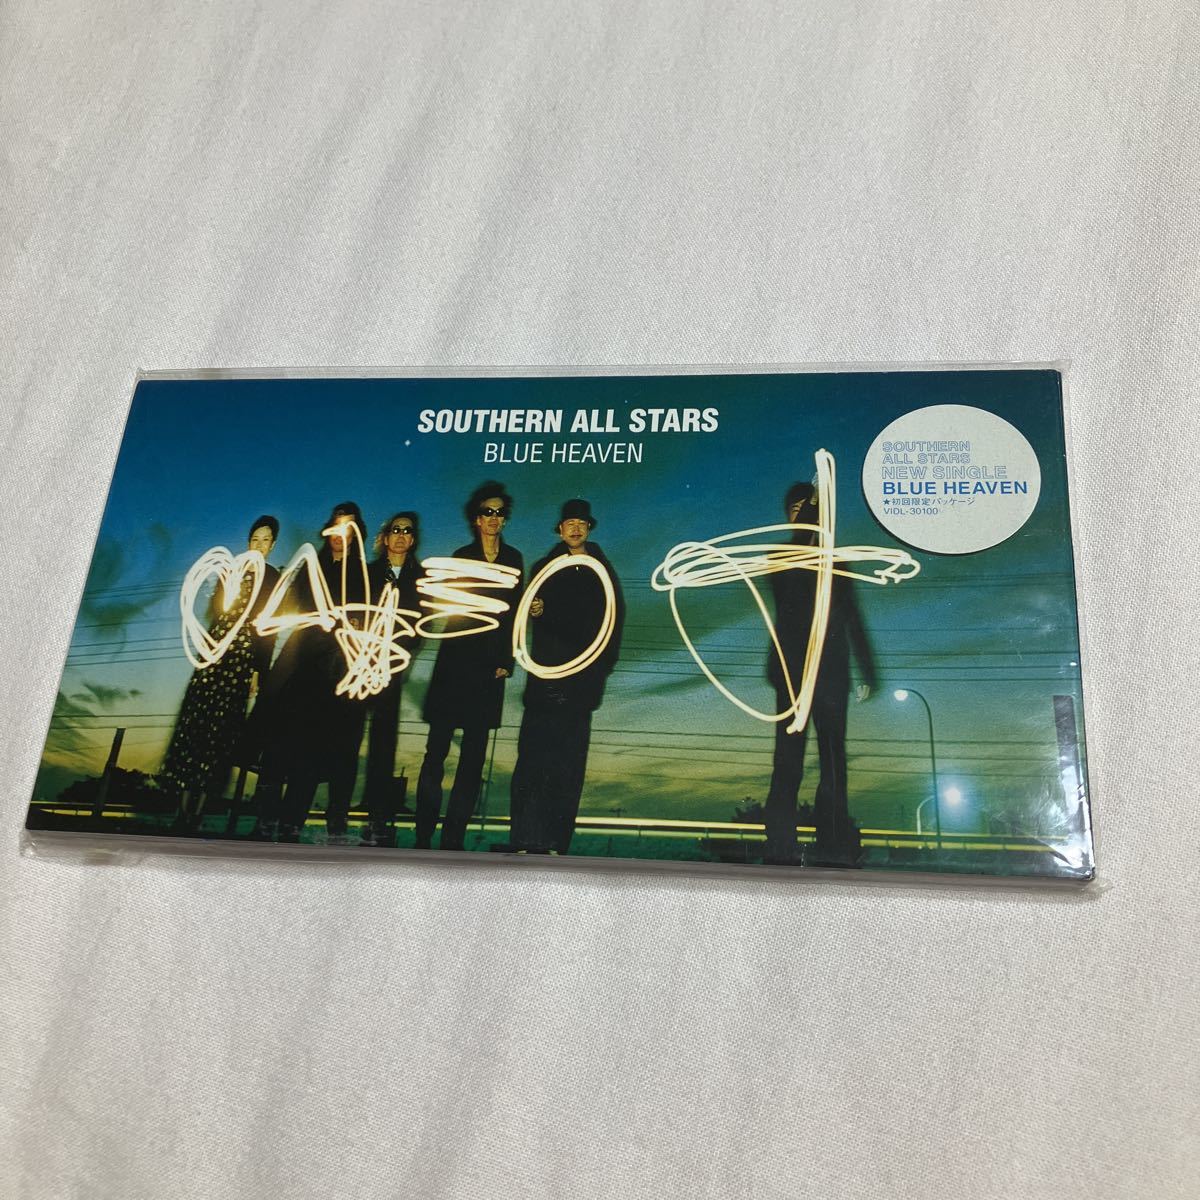 SOUTHERN ALL STARS
BLUE HEAVEN
SOUTHERN
ALL STARS
NEW SINGLE
BLUE HEAVEN
★初回限定パッケージ
VIDL-30100